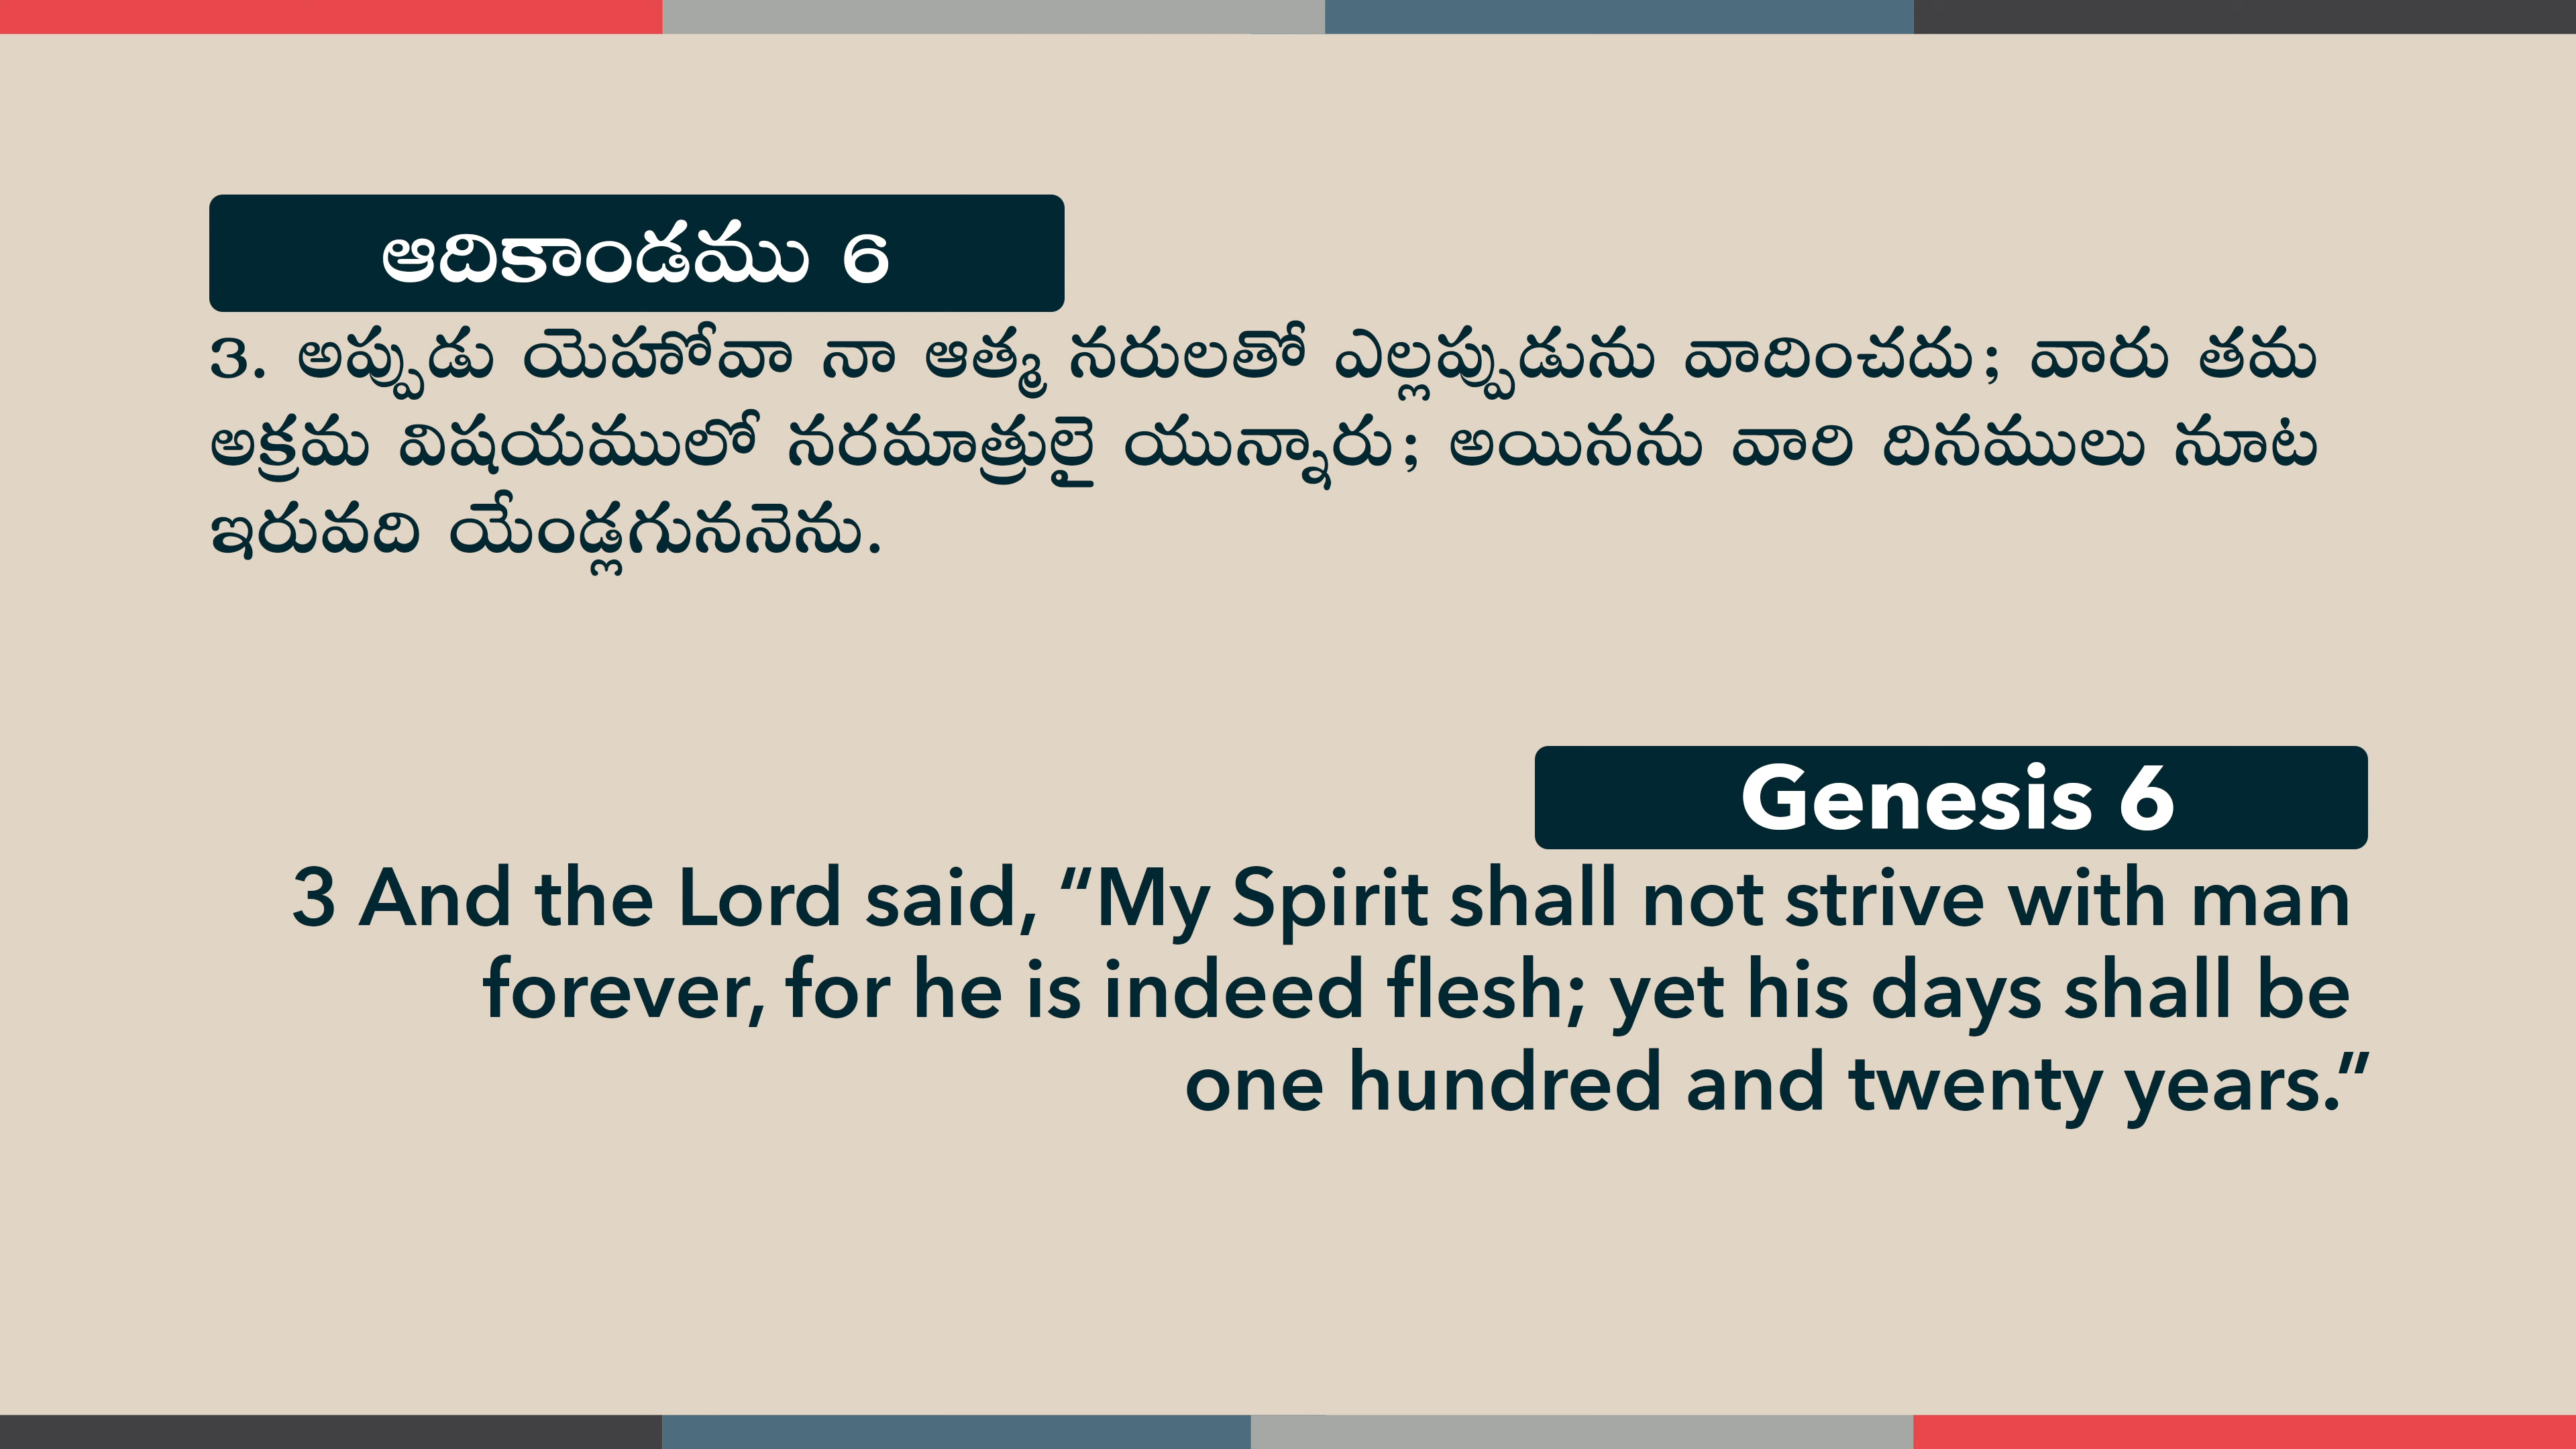 ఆదికాండము 6
3. అప్పుడు యెహోవా నా ఆత్మ నరులతో ఎల్లప్పుడును వాదించదు; వారు తమ
అక్రమ విషయములో నరమాత్రులై యున్నారు; అయినను వారి దినములు నూట
ఇరువది యేండ్లగుననెను.
Genesis 6
3 And the Lord said, “My Spirit shall not strive with man
forever, for he is indeed flesh; yet his days shall be
one hundred and twenty years.”